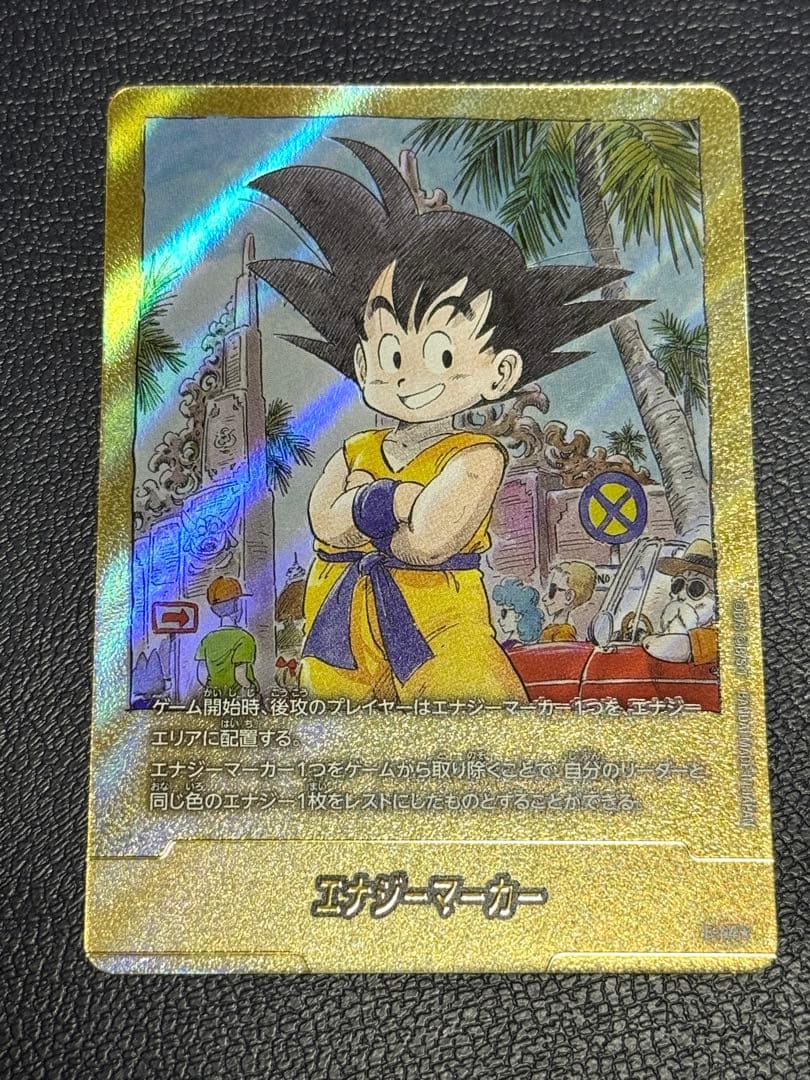 NO
ゲーム開始時、後攻のプレイヤーはエナジーマーカー1つを、エナジー
エリアに配置する。
エナジーマーカー1つをゲームから取り除くことで、自分のリーダーと
同じ色のエナジー1枚をレストにしたものとすることができる。
エナジーマーカー